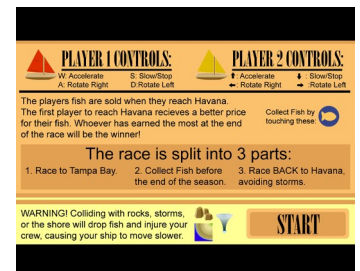 PLAYER 1 CONTROLS:
W: Accelerate S: Slow/Stop
A: Rotate Right D:Rotate Left
PLAYER 2 CONTROLS:
⬆: Accelerate ⬇ : Slow/Stop
⬅: Rotate Right ➡ :Rotate Left
The players fish are sold when they reach Havana.
The first player to reach Havana recieves a better price
for their fish. Whoever has earned the most at the end
of the race will be the winner!
Collect Fish by
touching these:
The race is split into 3 parts:
1. Race to Tampa Bay.
2. Collect Fish before
the end of the season.
3. Race BACK to Havana,
avoiding storms.
WARNING! Colliding with rocks, storms,
or the shore will drop fish and injure your
crew, causing your ship to move slower.
START